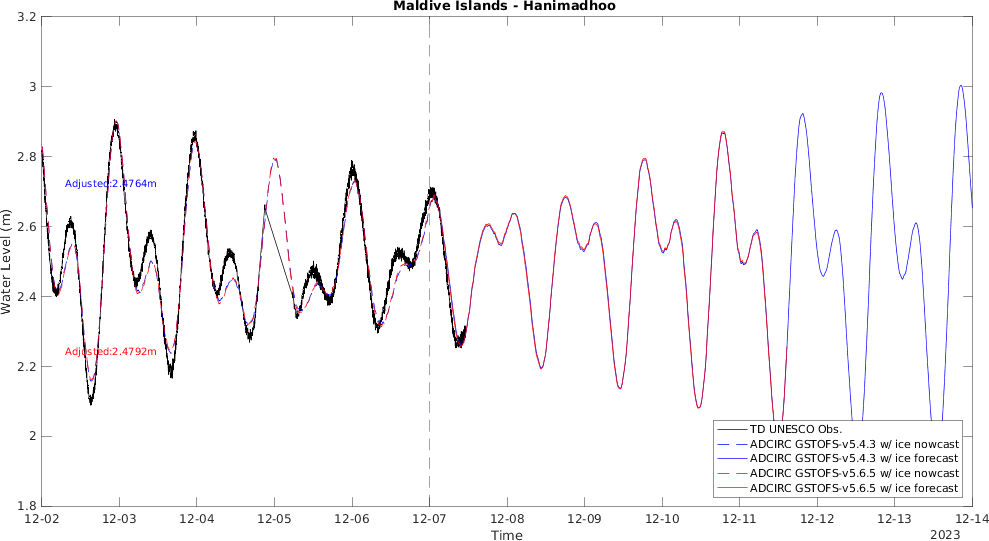 Maldive Islands - Hanimadhoo
3.2
3
2.8
2.6
2.4
2.2
2
1.8
Water Level (m)
Adjusted:2.4764m
Adjusted:2.4792m
TD UNESCO Obs.
ADCIRC GSTOFS-v5.4.3 w/ ice nowcast
ADCIRC GSTOFS-v5.4.3 w/ ice forecast
ADCIRC GSTOFS-v5.6.5 w/ ice nowcast
ADCIRC GSTOFS-v5.6.5 w/ ice forecast
12-02 12-03 12-04 12-05 12-06 12-07 12-08 12-09 12-10 12-11 12-12 12-13 12-14
Time
2023